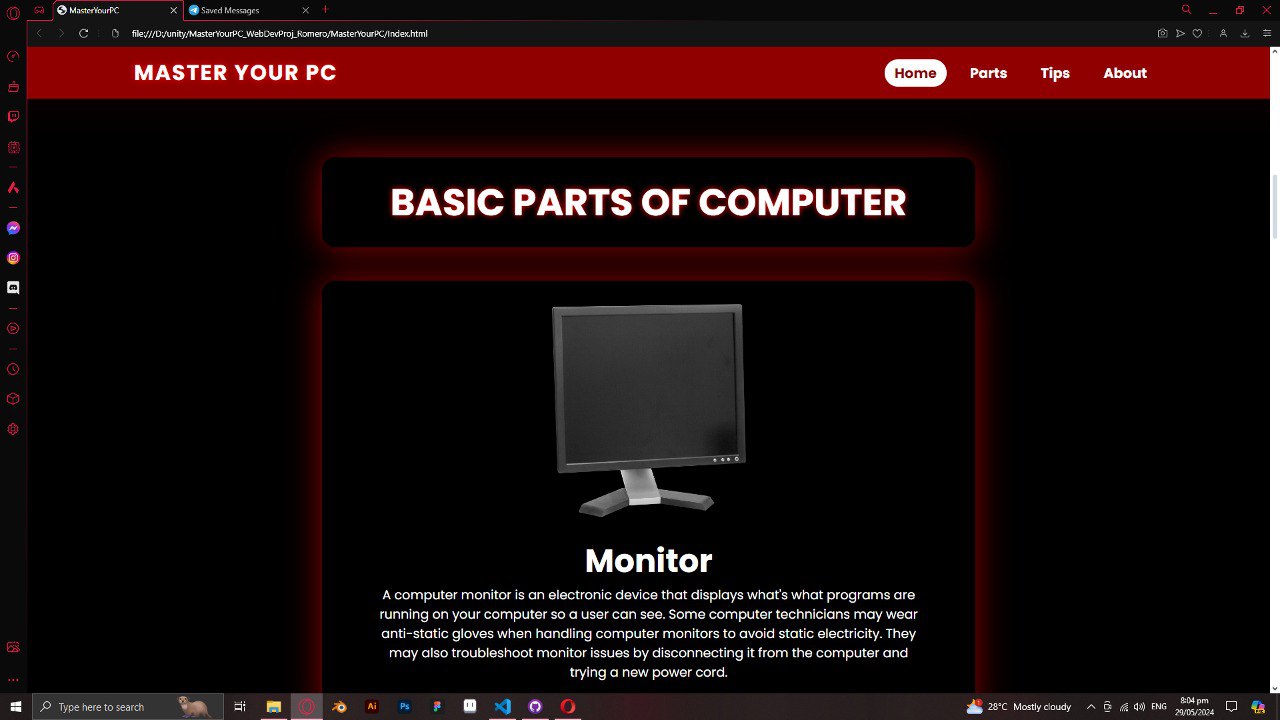 MasterYourPC
Saved Messages
file:///D:/unity/MasterYourPC_WebDevProj_Romero/MasterYourPC/Index.html
MASTER YOUR PC
Home
Parts
Tips
About
BASIC PARTS OF COMPUTER
Monitor
A computer monitor is an electronic device that displays what's what programs are
running on your computer so a user can see. Some computer technicians may wear
anti-static gloves when handling computer monitors to avoid static electricity. They
may also troubleshoot monitor issues by disconnecting it from the computer and
trying a new power cord.
Type here to search
Ai
Ps
28°C Mostly cloudy
ENG
8:04 pm
29/05/2024